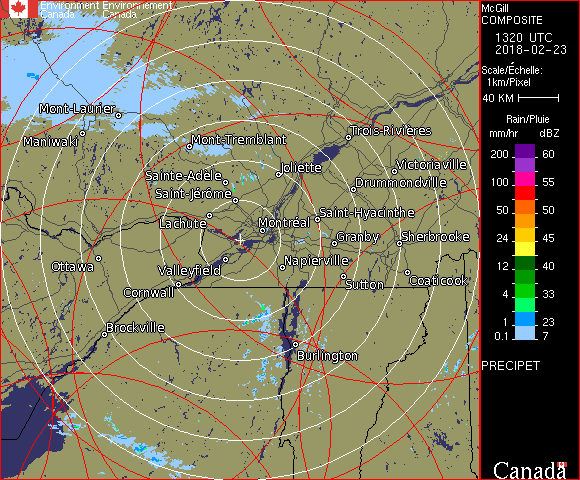 Environment Environnement
Canada Canada
Mont-Laurier
Maniwaki
Mont-Tremblant
Trois-Rivières
Sainte-Adèle
Joliette
Victoriaville
Saint-Jérôme
Drummondville
Lachute
Montréal
Saint-Hyacinthe
Granby
Sherbrooke
Ottawa
Valleyfield
Napierville
Cornwall
Sutton
Coaticook
Brockville
Burlington
McGill
COMPOSITE
1320 UTC
2018-02-23
Scale/Échelle:
1km/Pixel
40 KM
Rain/Pluie
mm/hr dBZ
200 60
150 57
100 55
50 50
24 45
12 40
4 33
1 23
0.1 7
PRECIPET
Canada